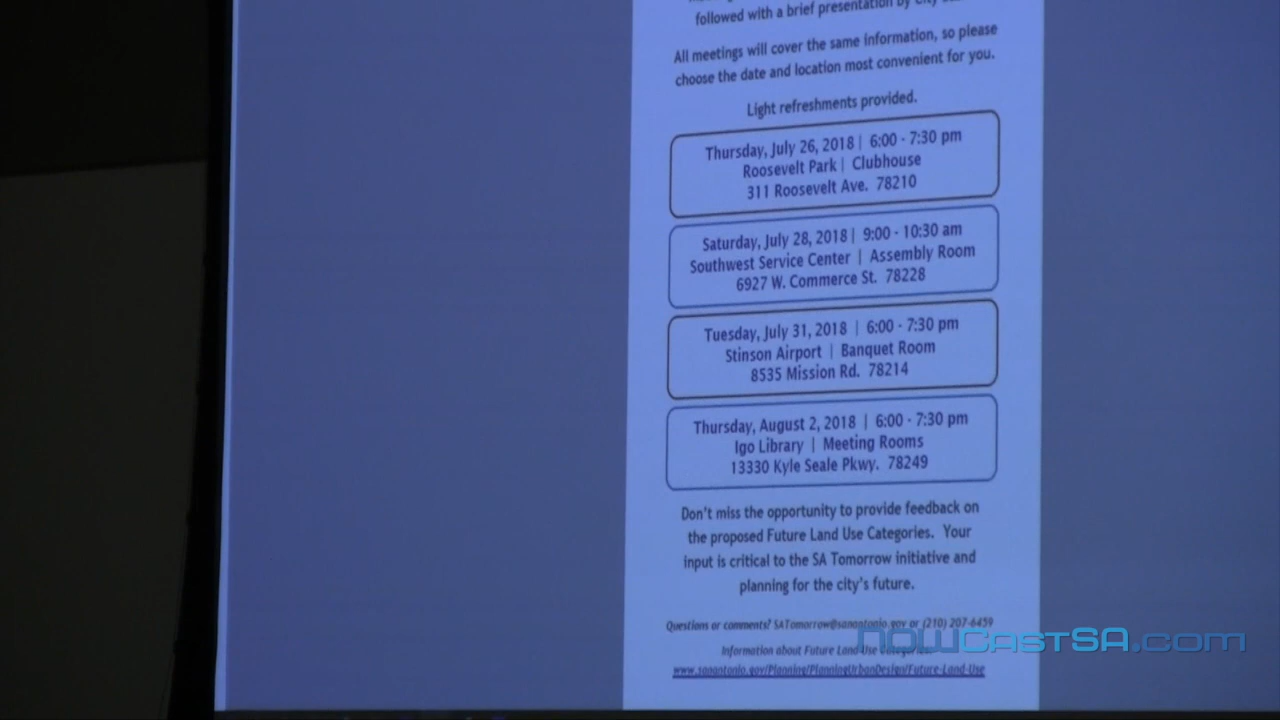 followed with a brief presentation by City
All meetings will cover the same information, so please
choose the date and location most convenient for you.
Light refreshments provided.
Thursday, July 26, 2018 | 6:00 - 7:30 pm
Roosevelt Park | Clubhouse
311 Roosevelt Ave. 78210
Saturday, July 28, 2018 | 9:00 - 10:30 am
Southwest Service Center | Assembly Room
6927 W. Commerce St. 78228
Tuesday, July 31, 2018 | 6:00 - 7:30 pm
Stinson Airport | Banquet Room
8535 Mission Rd. 78214
Thursday, August 2, 2018 | 6:00 - 7:30 pm
Igo Library | Meeting Rooms
13330 Kyle Seale Pkwy. 78249
Don't miss the opportunity to provide feedback on
the proposed Future Land Use Categories. Your
input is critical to the SA Tomorrow initiative and
planning for the city's future.
Questions or comments? SATomorrow@sanantonio.gov or (210) 207-6459
nowcastsa.com
Information about Future Land Use Categories:
www.sanantonio.gov/Planning/PlanningUrbanDesign/Future-Land-Use